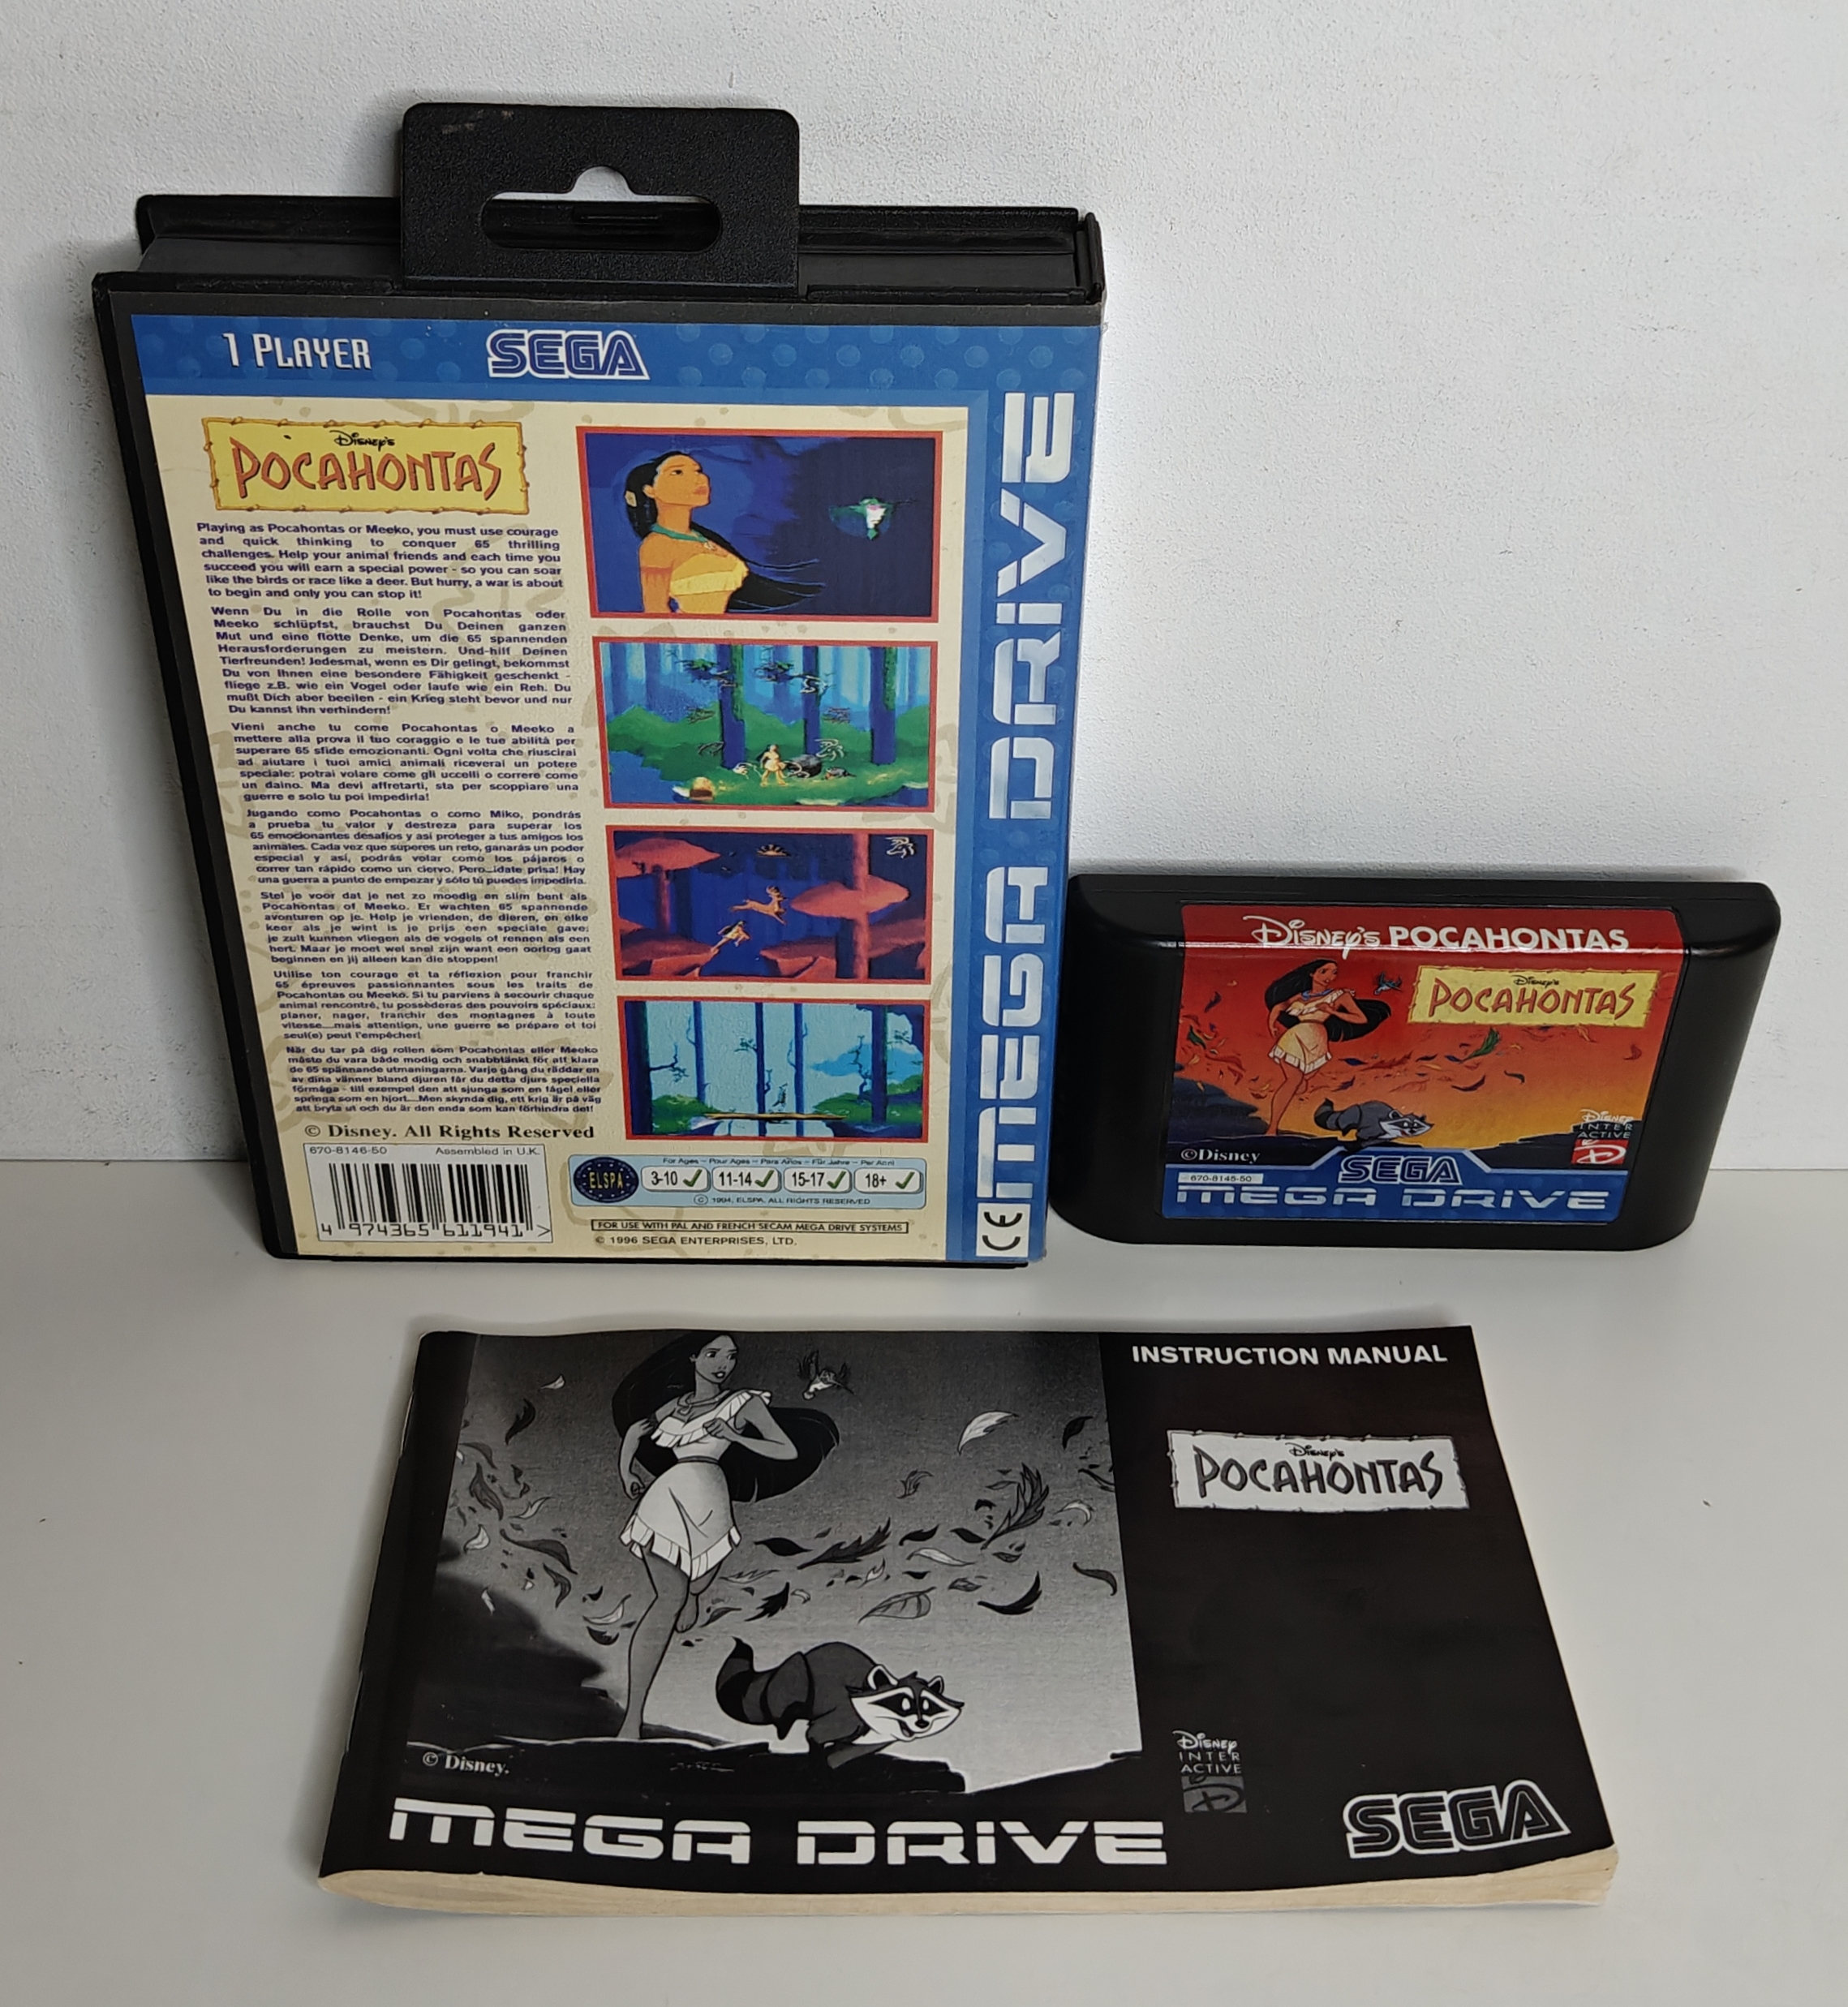 1 PLAYER
SEGA
Disney's
POCAHONTAS
Playing as Pocahontas or Meeko, you must use courage
and quick thinking to conquer 65 thrilling
challenges. Help your animal friends and each time you
succeed you will earn a special power - so you can soar
like the birds or race like a deer. But hurry, a war is about
to begin and only you can stop it!
Wenn Du in die Rolle von Pocahontas oder
Meeko schlüpfst, brauchst Du Deinen ganzen
Mut und eine flotte Denke, um die 65 spannenden
Herausforderungen zu meistern. Und-hilf Deinen
Tierfreunden! Jedesmal, wenn es Dir gelingt, bekommst
Du von Ihnen eine besondere Fähigkeit geschenkt -
fliege z.B. wie ein Vogel oder laufe wie ein Reh. Du
mußt Dich aber beeilen - ein Krieg steht bevor und nur
Du kannst ihn verhindern!
Vieni anche tu come Pocahontas o Meeko a
mettere alla prova il tuo coraggio e le tue abilità per
superare 65 sfide emozionanti. Ogni volta che riuscirai
ad aiutare i tuoi amici animali riceverai un potere
speciale: potrai volare come gli uccelli o correre come
un daino. Ma devi affretarti, sta per scoppiare una
guerre e solo tu poi impedirla!
Jugando como Pocahontas o como Miko, pondrás
a prueba tu valor y destreza para superar los
65 emocionantes desafíos y así proteger a tus amigos los
animales. Cada vez que superes un reto, ganarás un poder
especial y así, podrás volar como los pájaros o
correr tan rápido como un ciervo. Pero...¡date prisa! Hay
una guerra a punto de empezar y sólo tú puedes impedirla.
Stel je voor dat je net zo moedig en slim bent als
Pocahontas of Meeko. Er wachten 65 spannende
avonturen op je. Help je vrienden, de dieren, en elke
keer als je wint is je prijs een speciale gave;
je zult kunnen vliegen als de vogels of rennen als een
hert. Maar je moet wel snel zijn want een oorlog gaat
beginnen en jij alleen kan die stoppen!
Utilise ton courage et ta réflexion pour franchir
65 épreuves passionnantes sous les traits de
Pocahontas ou Meeko. Si tu parviens à secourir chaque
animal rencontré, tu possèderas des pouvoirs spéciaux:
planer, nager, franchir des montagnes à toute
vitesse....mais attention, une guerre se prépare et toi
seul(e) peut l'empêcher!
När du tar på dig rollen som Pocahontas eller Meeko
måste du vara både modig och snabbtänkt för att klara
de 65 spännande utmaningarna. Varje gång du räddar en
av dina vänner bland djuren får du detta djurs speciella
förmåga - till exempel den att sjunga som en fågel eller
springa som en hjort....Men skynda dig, ett krig är på väg
att bryta ut och du är den enda som kan förhindra det!
© Disney. All Rights Reserved
670-8146-50 Assembled in U.K.
4 974365 611941 >
ELSPA
For Ages - Pour Ages - Para Años - Für Jahre - Per Anni
3-10 11-14 15-17 18+
© 1994, ELSPA. ALL RIGHTS RESERVED
FOR USE WITH PAL AND FRENCH SECAM MEGA DRIVE SYSTEMS
© 1996 SEGA ENTERPRISES, LTD.
MEGA DRIVE
CE
Disney's POCAHONTAS
Disney's
POCAHONTAS
DISNEY
INTER
ACTIVE
©Disney
SEGA
670-8145-50
MEGA DRIVE
INSTRUCTION MANUAL
Disney's
POCAHONTAS
© Disney.
DISNEY
INTER
ACTIVE
MEGA DRIVE
SEGA